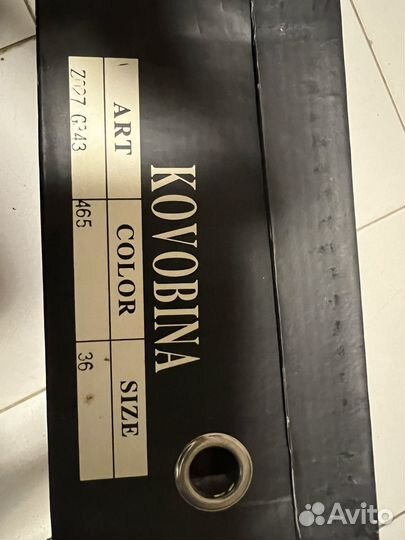 KOVOBINA
ART COLOR SIZE
Z027 G343 465 36
Avito